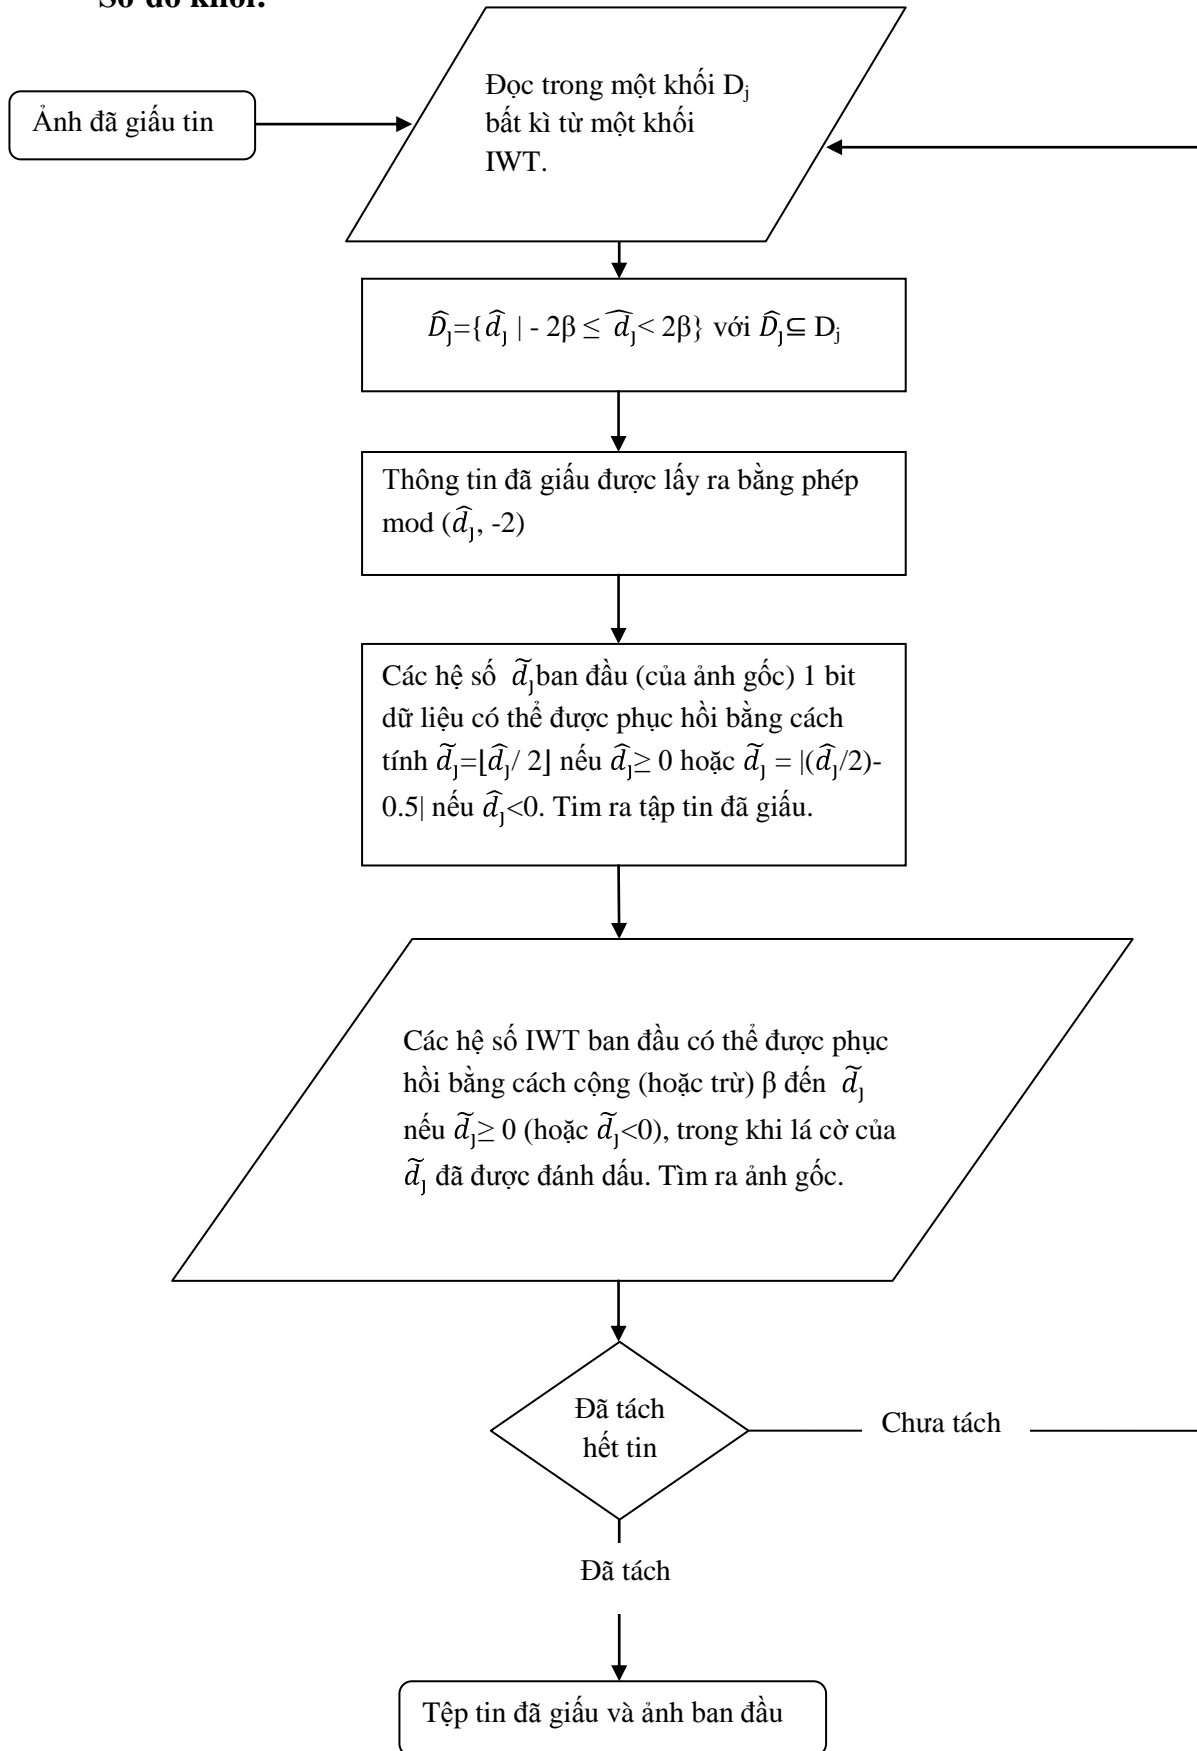 Sơ đồ khối:
Ảnh đã giấu tin
Đọc trong một khối Dj
bất kì từ một khối
IWT.
D̂j={d̂j | - 2β ≤ d̂j< 2β} với D̂j⊆ Dj
Thông tin đã giấu được lấy ra bằng phép
mod (d̂j, -2)
Các hệ số d̃jban đầu (của ảnh gốc) 1 bit
dữ liệu có thể được phục hồi bằng cách
tính d̃j=⌊d̂j/ 2⌋ nếu d̂j≥ 0 hoặc d̃j = |(d̂j/2)-
0.5| nếu d̂j<0. Tim ra tập tin đã giấu.
Các hệ số IWT ban đầu có thể được phục
hồi bằng cách cộng (hoặc trừ) β đến d̃j
nếu d̃j≥ 0 (hoặc d̃j<0), trong khi lá cờ của
d̃j đã được đánh dấu. Tìm ra ảnh gốc.
Đã tách
hết tin
Chưa tách
Đã tách
Tệp tin đã giấu và ảnh ban đầu